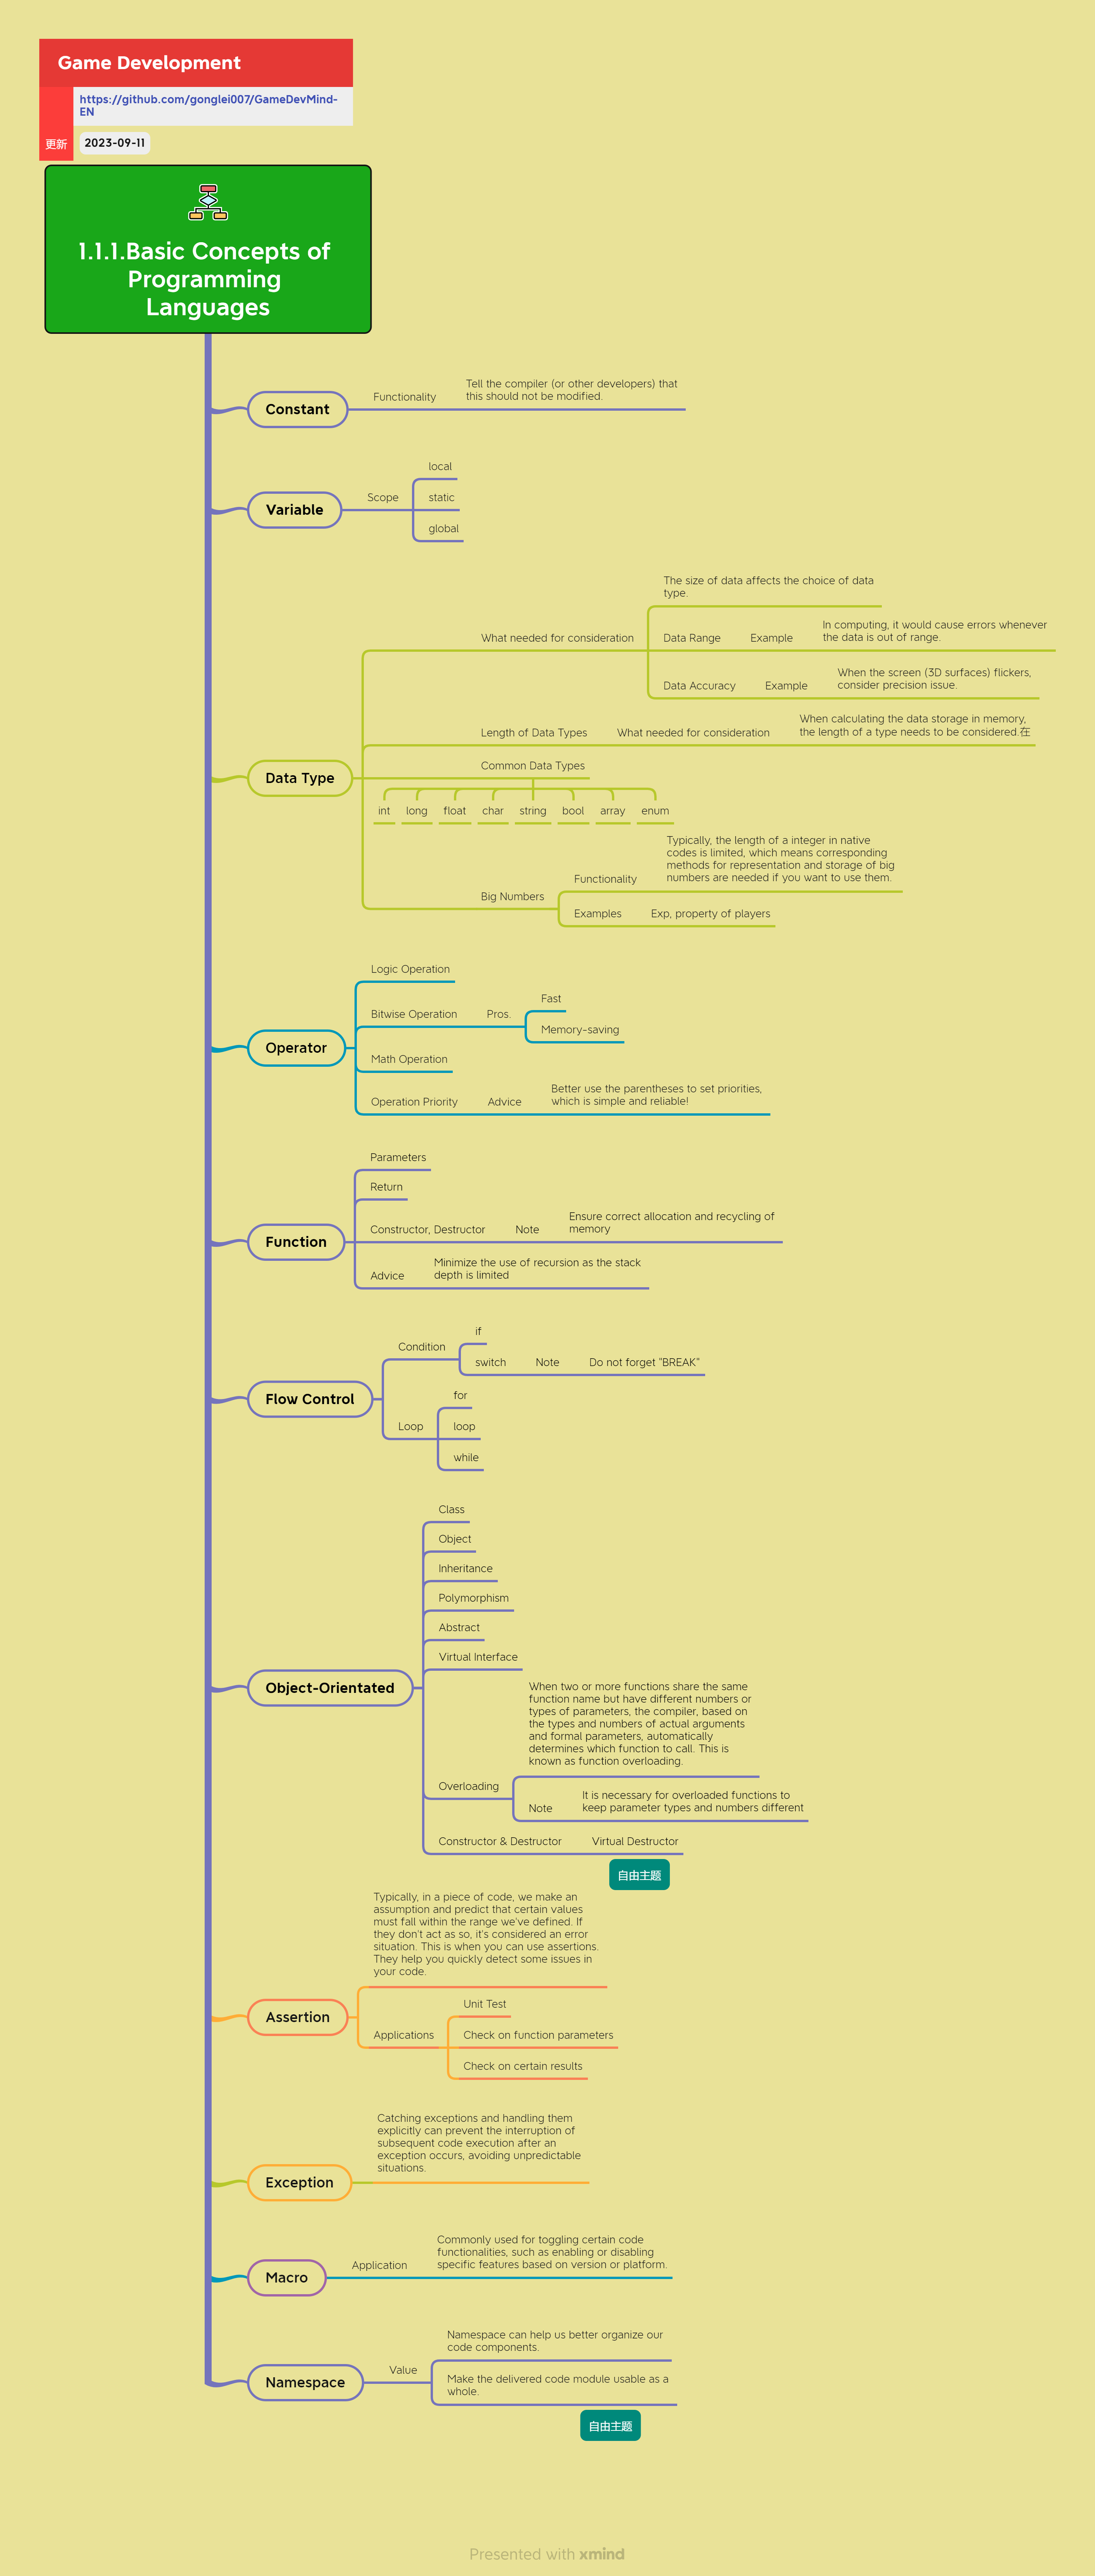 Game Development
https://github.com/gonglei007/GameDevMind-
EN
更新
2023-09-11
1.1.1.Basic Concepts of
Programming
Languages
Constant
Functionality
Tell the compiler (or other developers) that
this should not be modified.
Variable
Scope
local
static
global
Data Type
What needed for consideration
The size of data affects the choice of data
type.
Data Range
Example
In computing, it would cause errors whenever
the data is out of range.
Data Accuracy
Example
When the screen (3D surfaces) flickers,
consider precision issue.
Length of Data Types
What needed for consideration
When calculating the data storage in memory,
the length of a type needs to be considered.在
Common Data Types
int
long
float
char
string
bool
array
enum
Big Numbers
Functionality
Typically, the length of a integer in native
codes is limited, which means corresponding
methods for representation and storage of big
numbers are needed if you want to use them.
Examples
Exp, property of players
Operator
Logic Operation
Bitwise Operation
Pros.
Fast
Memory-saving
Math Operation
Operation Priority
Advice
Better use the parentheses to set priorities,
which is simple and reliable!
Function
Parameters
Return
Constructor, Destructor
Note
Ensure correct allocation and recycling of
memory
Advice
Minimize the use of recursion as the stack
depth is limited
Flow Control
Condition
if
switch
Note
Do not forget "BREAK"
Loop
for
loop
while
Object-Orientated
Class
Object
Inheritance
Polymorphism
Abstract
Virtual Interface
Overloading
When two or more functions share the same
function name but have different numbers or
types of parameters, the compiler, based on
the types and numbers of actual arguments
and formal parameters, automatically
determines which function to call. This is
known as function overloading.
Note
It is necessary for overloaded functions to
keep parameter types and numbers different
Constructor & Destructor
Virtual Destructor
自由主题
Assertion
Typically, in a piece of code, we make an
assumption and predict that certain values
must fall within the range we've defined. If
they don't act as so, it's considered an error
situation. This is when you can use assertions.
They help you quickly detect some issues in
your code.
Applications
Unit Test
Check on function parameters
Check on certain results
Exception
Catching exceptions and handling them
explicitly can prevent the interruption of
subsequent code execution after an
exception occurs, avoiding unpredictable
situations.
Macro
Application
Commonly used for toggling certain code
functionalities, such as enabling or disabling
specific features based on version or platform.
Namespace
Value
Namespace can help us better organize our
code components.
Make the delivered code module usable as a
whole.
自由主题
Presented with xmind